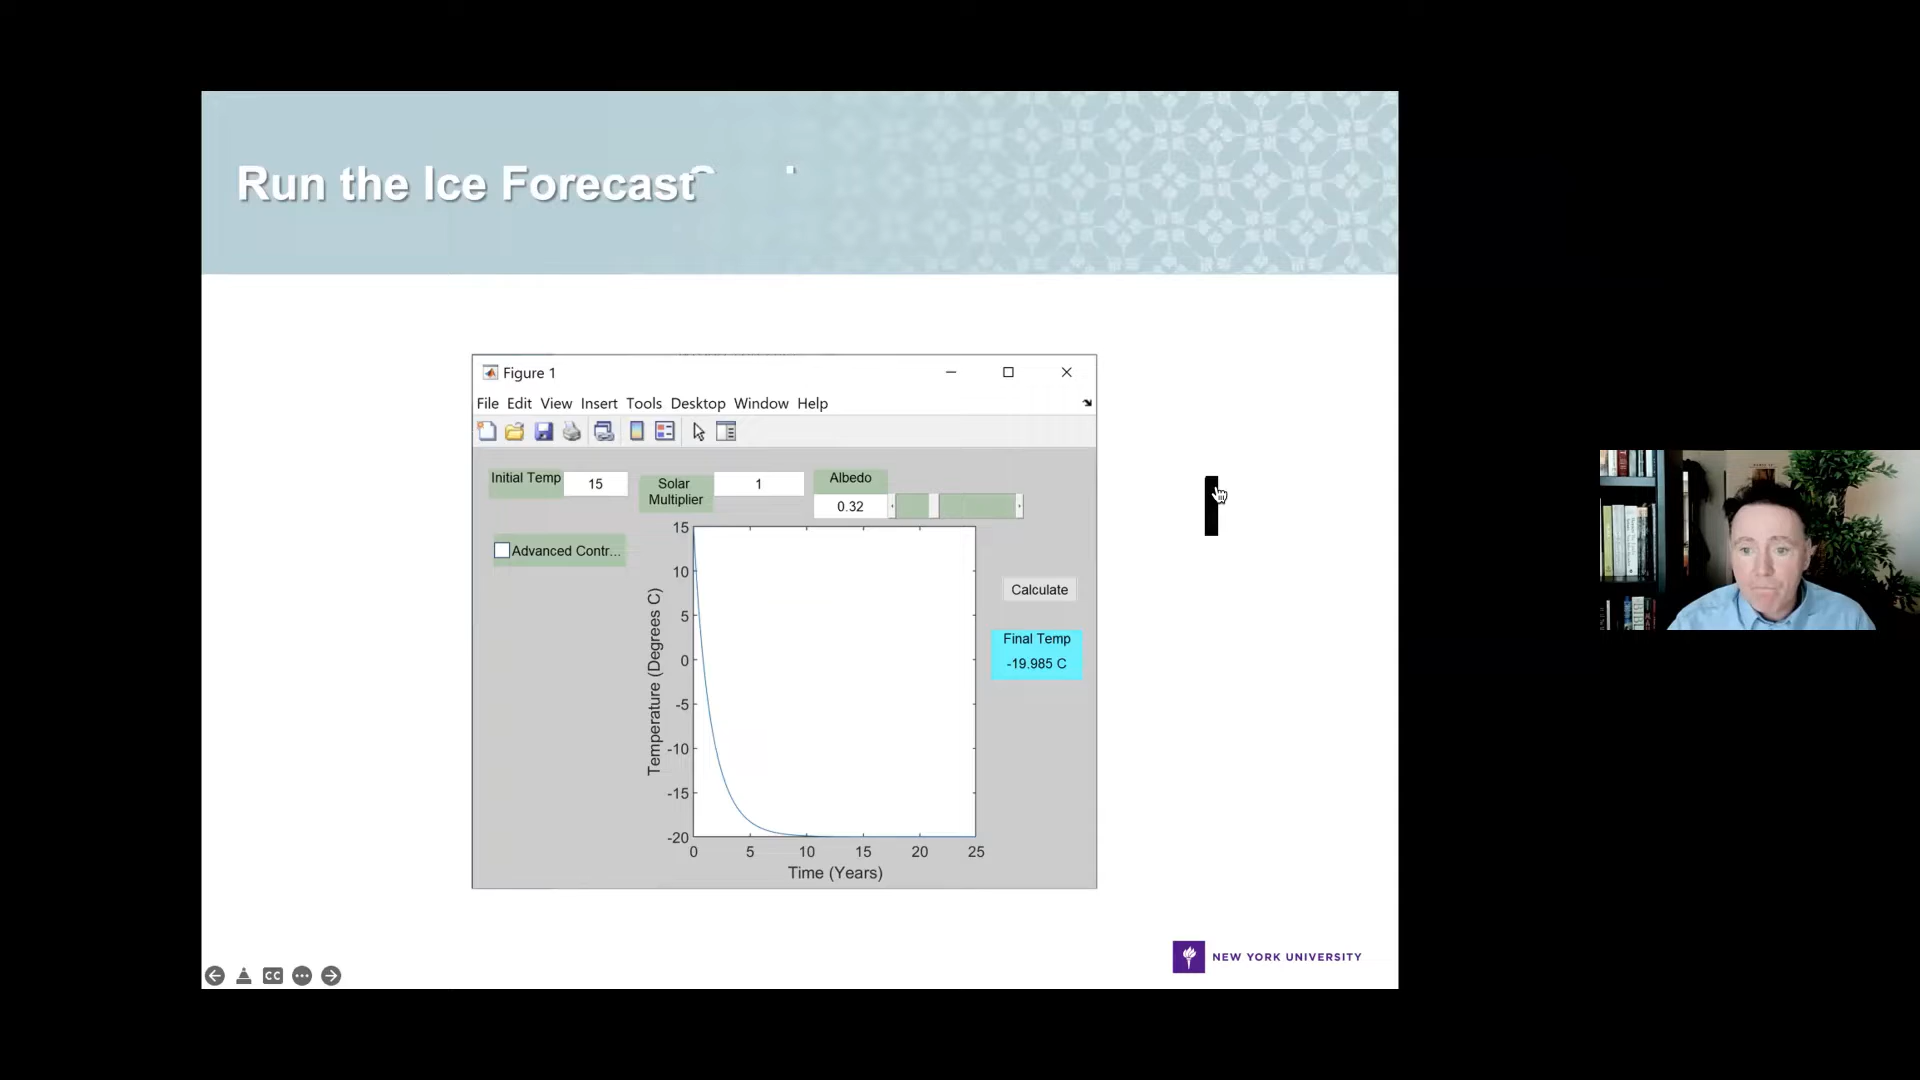 Run the Ice Forecast
Figure 1
File Edit View Insert Tools Desktop Window Help
Initial Temp 15
Solar Multiplier 1
Albedo
0.32
Advanced Contr...
15
10
5
0
-5
-10
-15
-20
Temperature (Degrees C)
0 5 10 15 20 25
Time (Years)
Calculate
Final Temp
-19.985 C
NEW YORK UNIVERSITY
CC